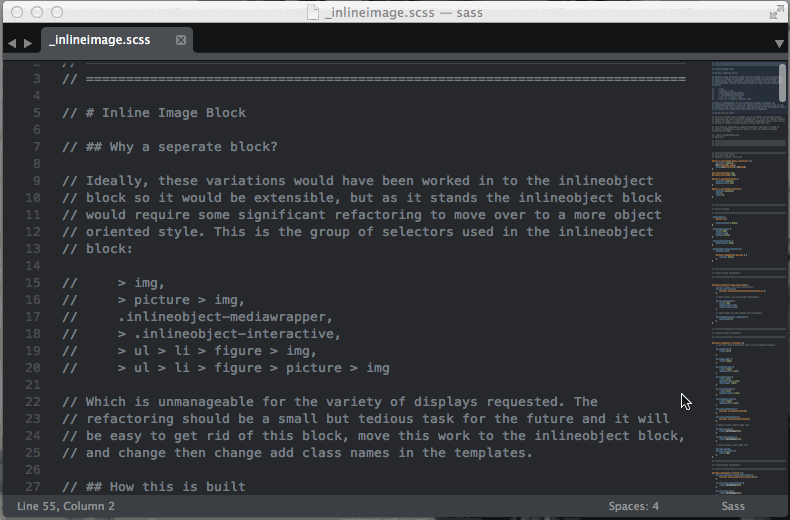 _inlineimage.scss — sass
_inlineimage.scss
2 // ========================================================================
3 // ========================================================================
4
5 // # Inline Image Block
6
7 // ## Why a seperate block?
8
9 // Ideally, these variations would have been worked in to the inlineobject
10 // block so it would be extensible, but as it stands the inlineobject block
11 // would require some significant refactoring to move over to a more object
12 // oriented style. This is the group of selectors used in the inlineobject
13 // block:
14
15 //     > img,
16 //     > picture > img,
17 //     .inlineobject-mediawrapper,
18 //     > .inlineobject-interactive,
19 //     > ul > li > figure > img,
20 //     > ul > li > figure > picture > img
21
22 // Which is unmanageable for the variety of displays requested. The
23 // refactoring should be a small but tedious task for the future and it will
24 // be easy to get rid of this block, move this work to the inlineobject block,
25 // and change then change add class names in the templates.
26
27 // ## How this is built
Line 55, Column 2
Spaces: 4
Sass